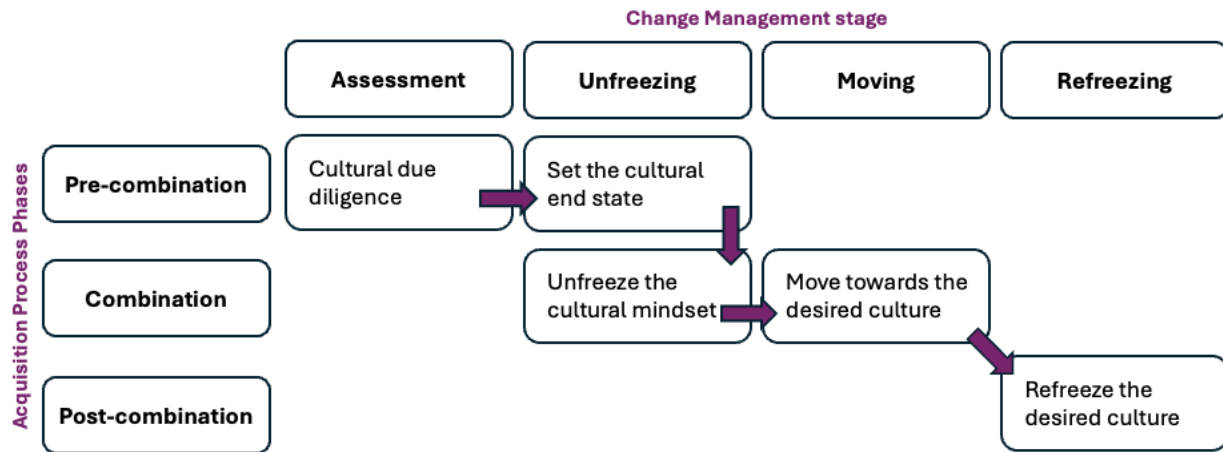 Change Management stage
Assessment
Unfreezing
Moving
Refreezing
Acquisition Process Phases
Pre-combination
Cultural due
diligence
Set the cultural
end state
Combination
Unfreeze the
cultural mindset
Move towards the
desired culture
Post-combination
Refreeze the
desired culture